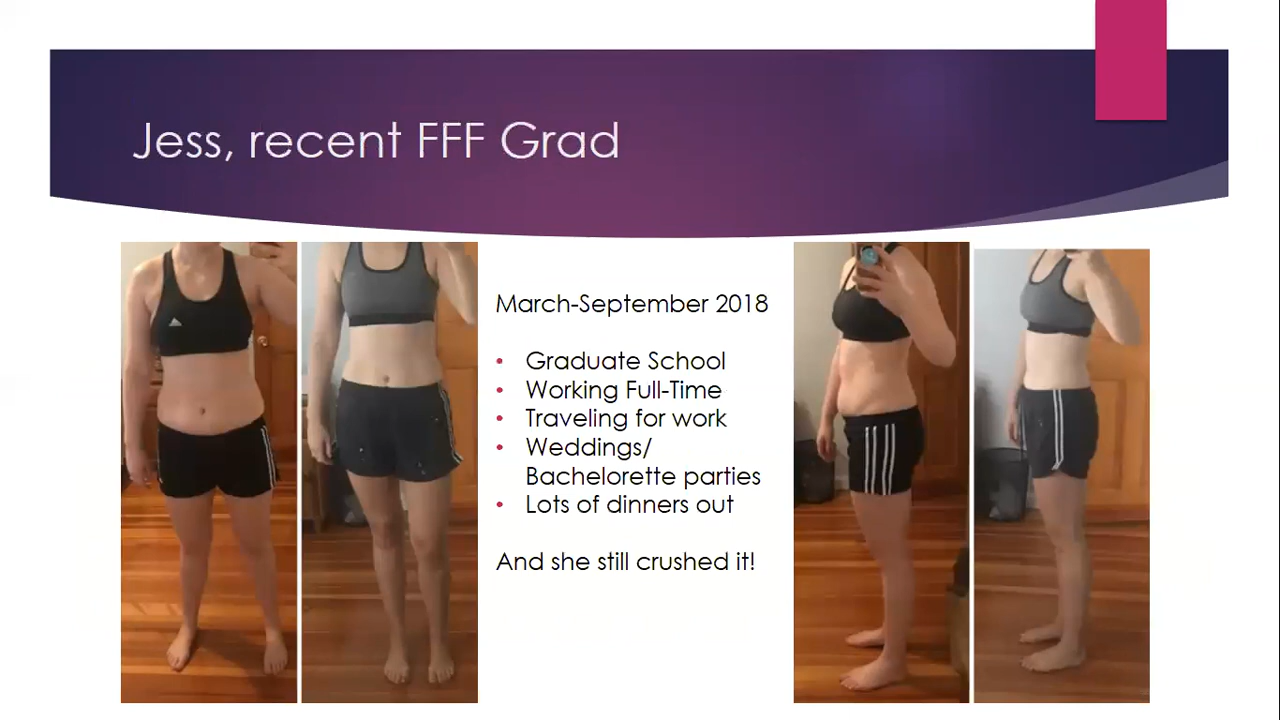 Jess, recent FFF Grad
March-September 2018
• Graduate School
• Working Full-Time
• Traveling for work
• Weddings/
Bachelorette parties
• Lots of dinners out
And she still crushed it!